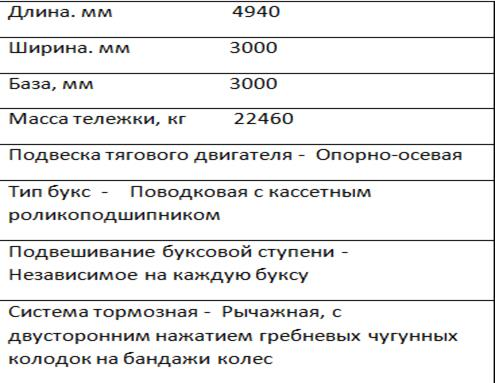 Длина. мм 4940
Ширина. мм 3000
База, мм 3000
Масса тележки, кг 22460
Подвеска тягового двигателя - Опорно-осевая
Тип букс - Поводковая с кассетным
роликоподшипником
Подвешивание буксовой ступени -
Независимое на каждую буксу
Система тормозная - Рычажная, с
двусторонним нажатием гребневых чугунных
колодок на бандажи колес